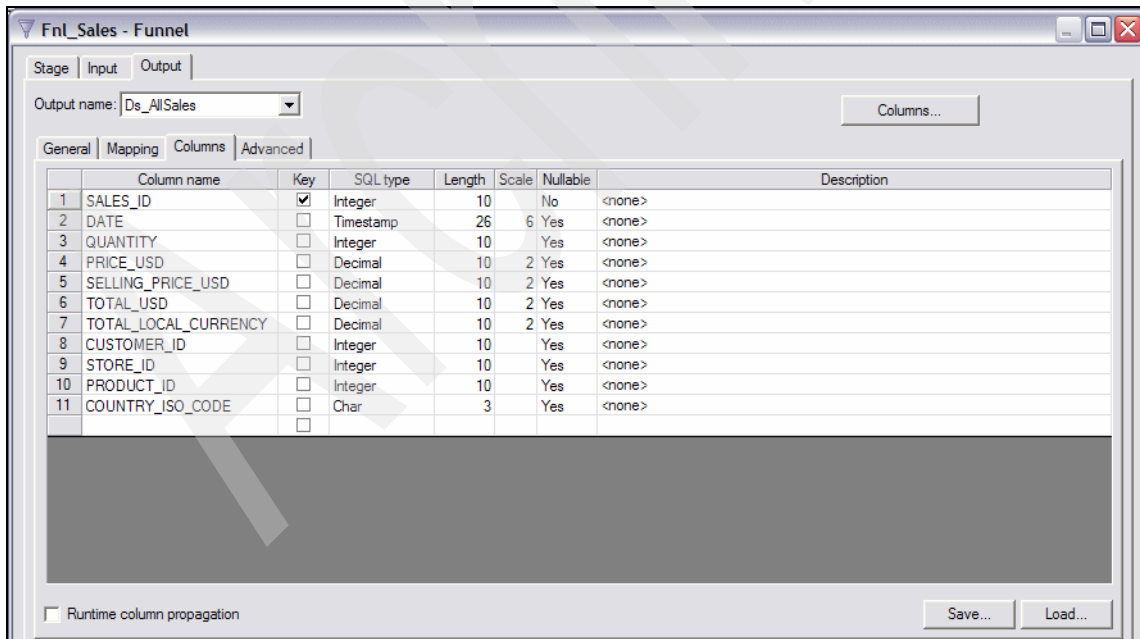 Fnl_Sales - Funnel
Stage Input Output
Output name: Ds_AllSales Columns...
General Mapping Columns Advanced
Column name Key SQL type Length Scale Nullable Description
1 SALES_ID Integer 10 No <none>
2 DATE Timestamp 26 6 Yes <none>
3 QUANTITY Integer 10 Yes <none>
4 PRICE_USD Decimal 10 2 Yes <none>
5 SELLING_PRICE_USD Decimal 10 2 Yes <none>
6 TOTAL_USD Decimal 10 2 Yes <none>
7 TOTAL_LOCAL_CURRENCY Decimal 10 2 Yes <none>
8 CUSTOMER_ID Integer 10 Yes <none>
9 STORE_ID Integer 10 Yes <none>
10 PRODUCT_ID Integer 10 Yes <none>
11 COUNTRY_ISO_CODE Char 3 Yes <none>
Runtime column propagation Save... Load...